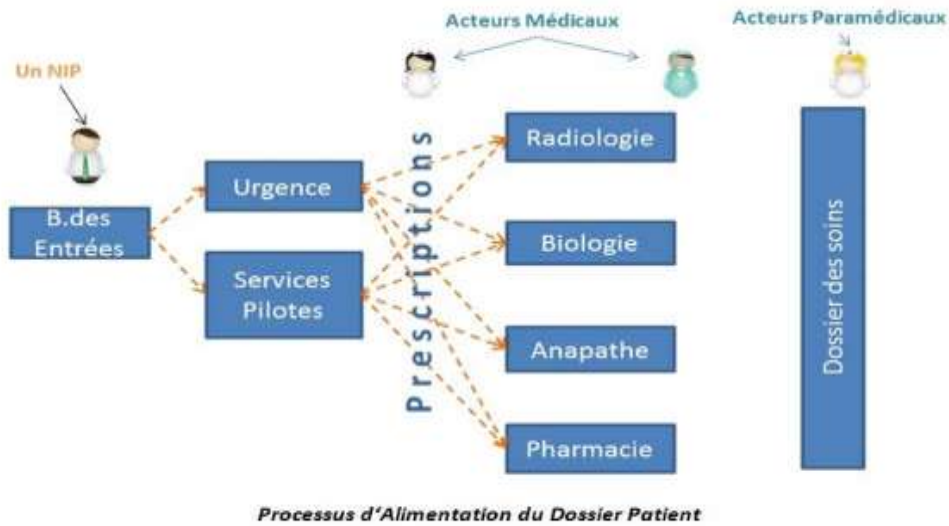 Acteurs Médicaux
Acteurs Paramédicaux
Un NIP
B.des
Entrées
Urgence
Services
Pilotes
Prescriptions
Radiologie
Biologie
Anapathe
Pharmacie
Dossier des soins
Processus d'Alimentation du Dossier Patient